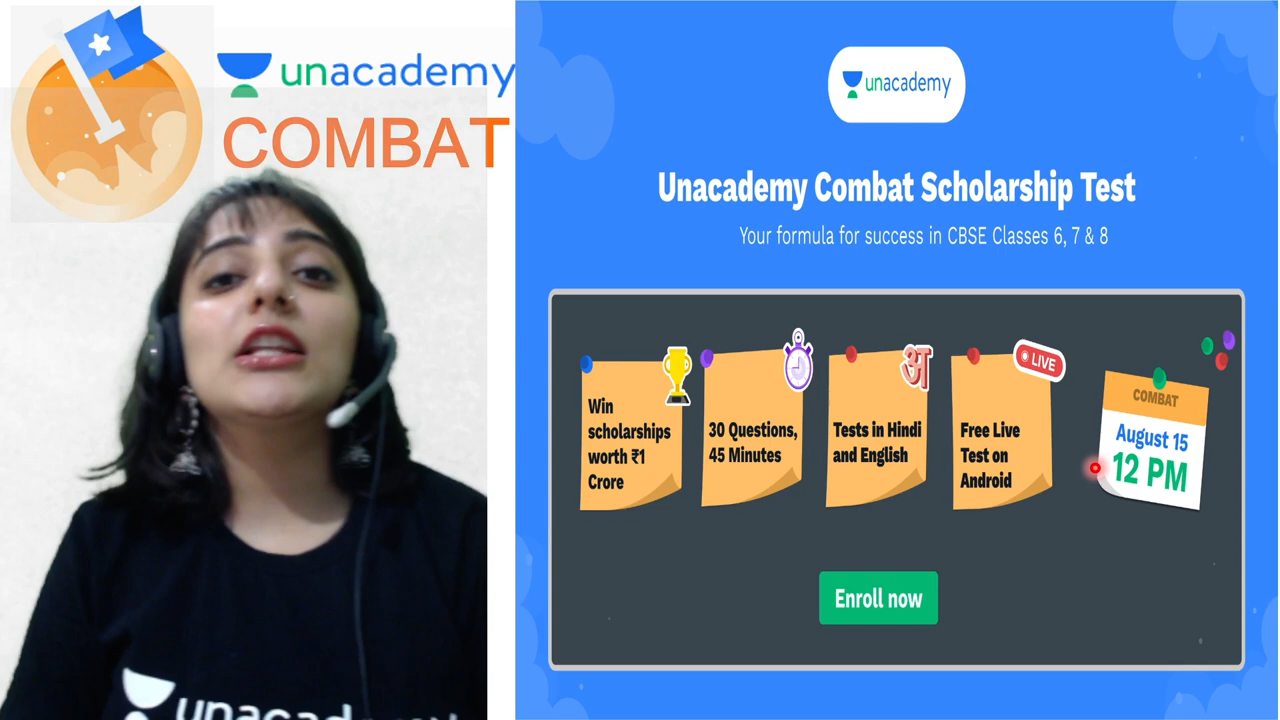 unacademy
COMBAT
unacademy
unacademy
Unacademy Combat Scholarship Test
Your formula for success in CBSE Classes 6, 7 & 8
Win
scholarships
worth ₹1
Crore
30 Questions,
45 Minutes
अ
Tests in Hindi
and English
LIVE
Free Live
Test on
Android
COMBAT
August 15
12 PM
Enroll now